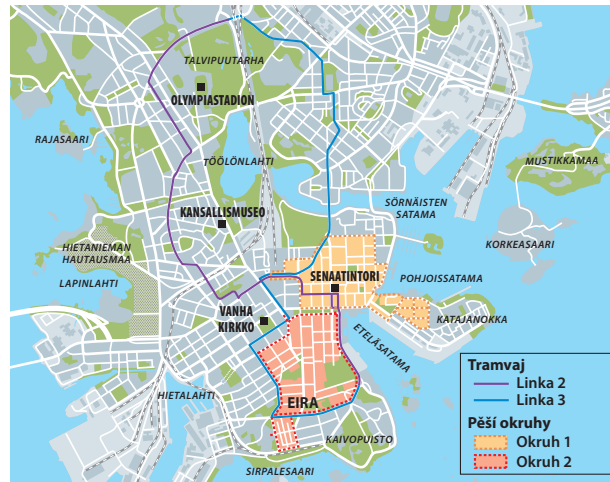 TALVIPUUTARHA
OLYMPIASTADION
RAJASAARI
TÖÖLÖNLAHTI
MUSTIKKAMAA
SÖRNÄISTEN
SATAMA
KANSALLISMUSEO
KORKEASAARI
HIETANIEMAN
HAUTAUSMAA
LAPINLAHTI
SENAATINTORI
POHJOISSATAMA
VANHA
KIRKKO
KATAJANOKKA
ETELÄSATAMA
HIETALAHTI
EIRA
KAIVOPUISTO
SIRPALESAARI
Tramvaj
Linka 2
Linka 3
Pěší okruhy
Okruh 1
Okruh 2